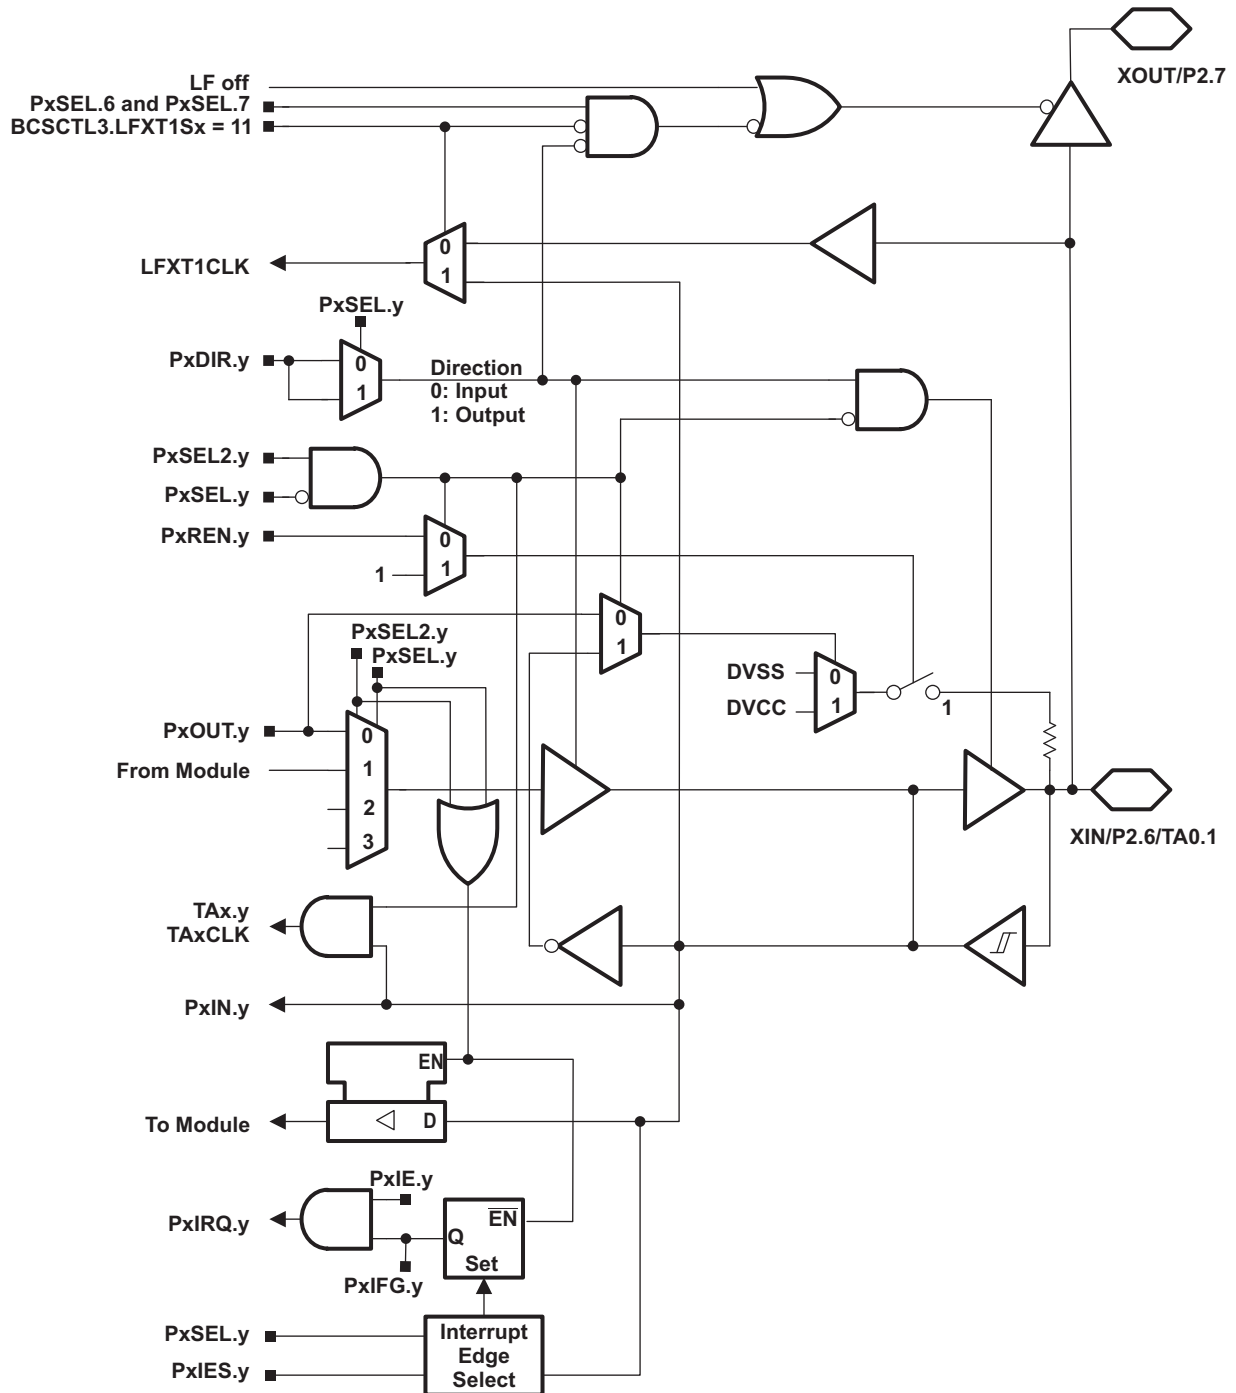 LF off
PxSEL.6 and PxSEL.7
BCSCTL3.LFXT1Sx = 11
XOUT/P2.7
0
1
LFXT1CLK
PxSEL.y
PxDIR.y
0
1
Direction
0: Input
1: Output
PxSEL2.y
PxSEL.y
PxREN.y
0
1
1
0
1
PxSEL2.y
PxSEL.y
DVSS
DVCC
0
1
1
PxOUT.y
From Module
0
1
2
3
XIN/P2.6/TA0.1
TAx.y
TAxCLK
PxIN.y
EN
D
To Module
PxIE.y
PxIRQ.y
EN
Q
Set
PxIFG.y
PxSEL.y
PxIES.y
Interrupt
Edge
Select